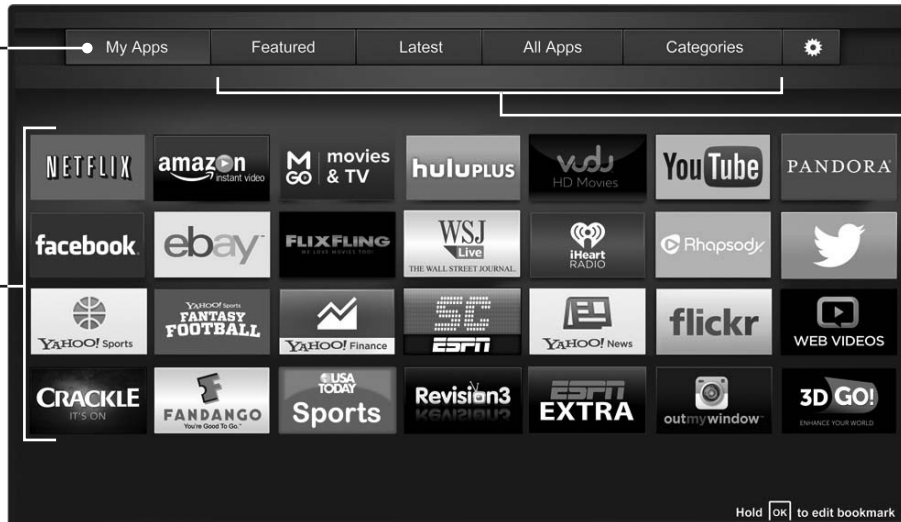 My Apps Featured Latest All Apps Categories
NETFLIX
amazon
instant video
M GO
movies
& TV
huluPLUS
vudu
HD Movies
YouTube
PANDORA
facebook
ebay
FLIXFLING
WE LOVE MOVIES TOO!
WSJ
Live
THE WALL STREET JOURNAL.
iHeart
RADIO
Rhapsody
YAHOO! Sports
YAHOO! Sports
FANTASY
FOOTBALL
YAHOO! Finance
SC
ESPN
YAHOO! News
flickr
WEB VIDEOS
CRACKLE
IT'S ON
FANDANGO
You're Good To Go.™
USA
TODAY
Sports
Revision3
ESPN
EXTRA
outmywindow™
3D GO!
ENHANCE YOUR WORLD
Hold OK to edit bookmark